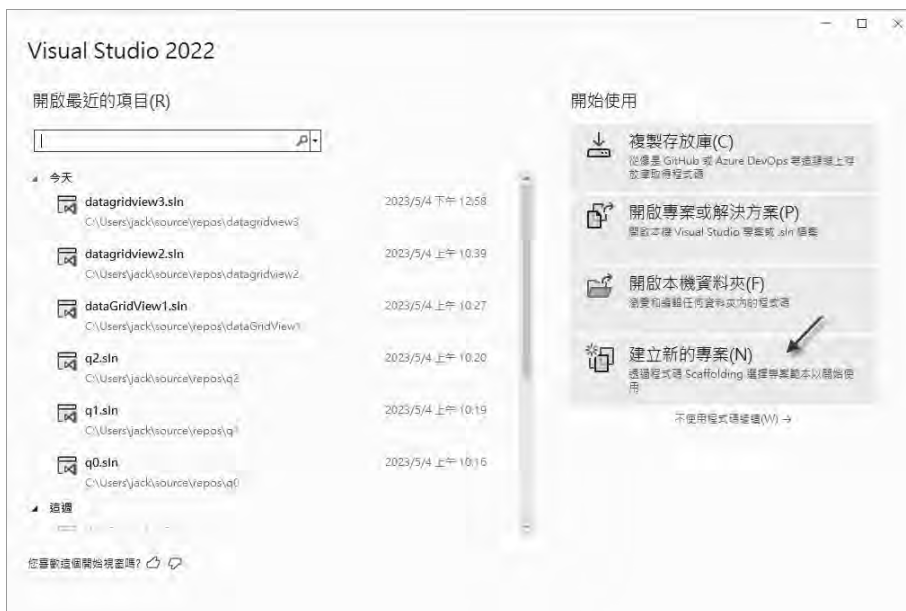 Visual Studio 2022
開啟最近的項目(R)
今天
datagridview3.sln
2023/5/4 下午 12:58
C:\Users\jack\source\repos\datagridview3
datagridview2.sln
2023/5/4 上午 10:39
C:\Users\jack\source\repos\datagridview2
dataGridView1.sln
2023/5/4 上午 10:27
C:\Users\jack\source\repos\dataGridView1
q2.sln
2023/5/4 上午 10:20
C:\Users\jack\source\repos\q2
q1.sln
2023/5/4 上午 10:19
C:\Users\jack\source\repos\q1
q0.sln
2023/5/4 上午 10:16
C:\Users\jack\source\repos\q0
這週
您喜歡這個開始視窗嗎?
開始使用
複製存放庫(C)
從像是 GitHub 或 Azure DevOps 等這類線上存
放庫取得程式碼
開啟專案或解決方案(P)
開啟本機 Visual Studio 專案或 .sln 檔案
開啟本機資料夾(F)
瀏覽和編輯任何資料夾內的程式碼
建立新的專案(N)
透過程式碼 Scaffolding 選擇專案範本以開始使
用
不使用程式碼繼續(W) →